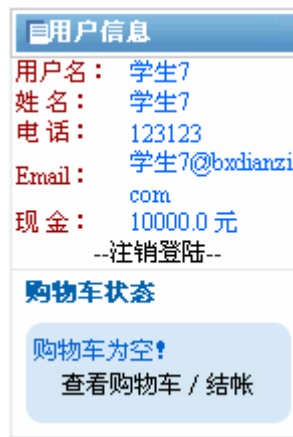 用户信息
用户名： 学生7
姓 名： 学生7
电 话： 123123
Email： 学生7@bxdianzi
com
现 金： 10000.0 元
--注销登陆--
购物车状态
购物车为空！
查看购物车 / 结帐